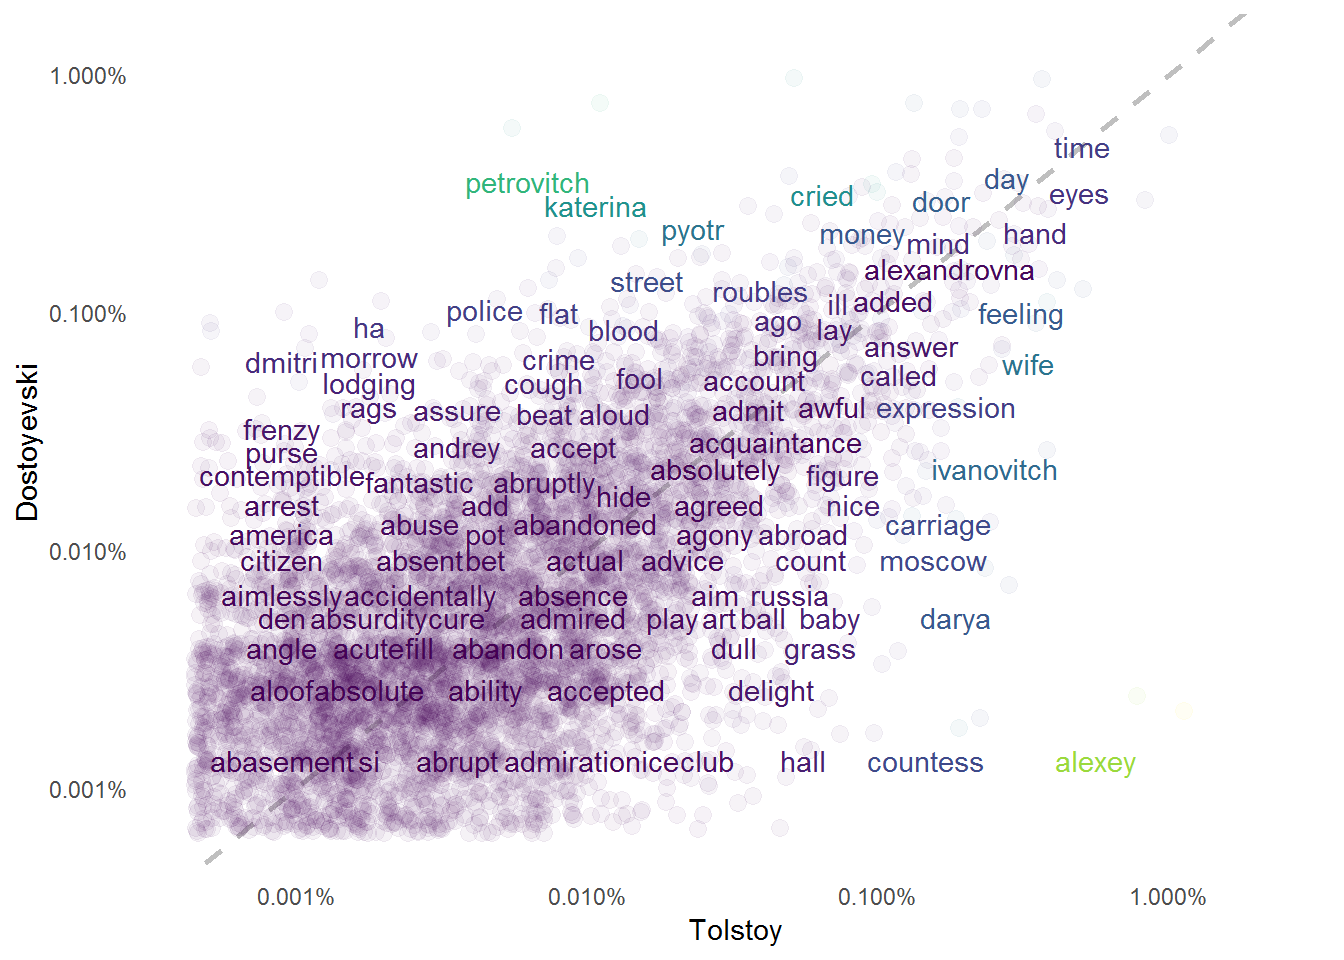 1.000%
time
day
petrovitch
cried
eyes
door
katerina
pyotr
money
mind
hand
alexandrovna
street
roubles
ill
added
0.100%
police
flat
feeling
ha
blood
ago
lay
dmitri
morrow
crime
bring
answer
wife
lodging
cough
fool
account
called
rags
assure
beat
aloud
admit
awful
expression
frenzy
purse
andrey
accept
acquaintance
contemptible
fantastic
abruptly
hide
absolutely
figure
ivanovitch
arrest
add
agreed
nice
america
abuse
pot
abandoned
agony
abroad
carriage
0.010%
citizen
absent
bet
actual
advice
count
moscow
aimlessly
accidentally
absence
aim
russia
den
absurdity
cure
admired
play
art
ball
baby
darya
angle
acute
fill
abandon
arose
dull
grass
aloof
absolute
ability
accepted
delight
abasement
si
abrupt
admiration
ice
club
hall
countess
alexey
0.001%
Dostoyevski
0.001%
0.010%
0.100%
1.000%
Tolstoy